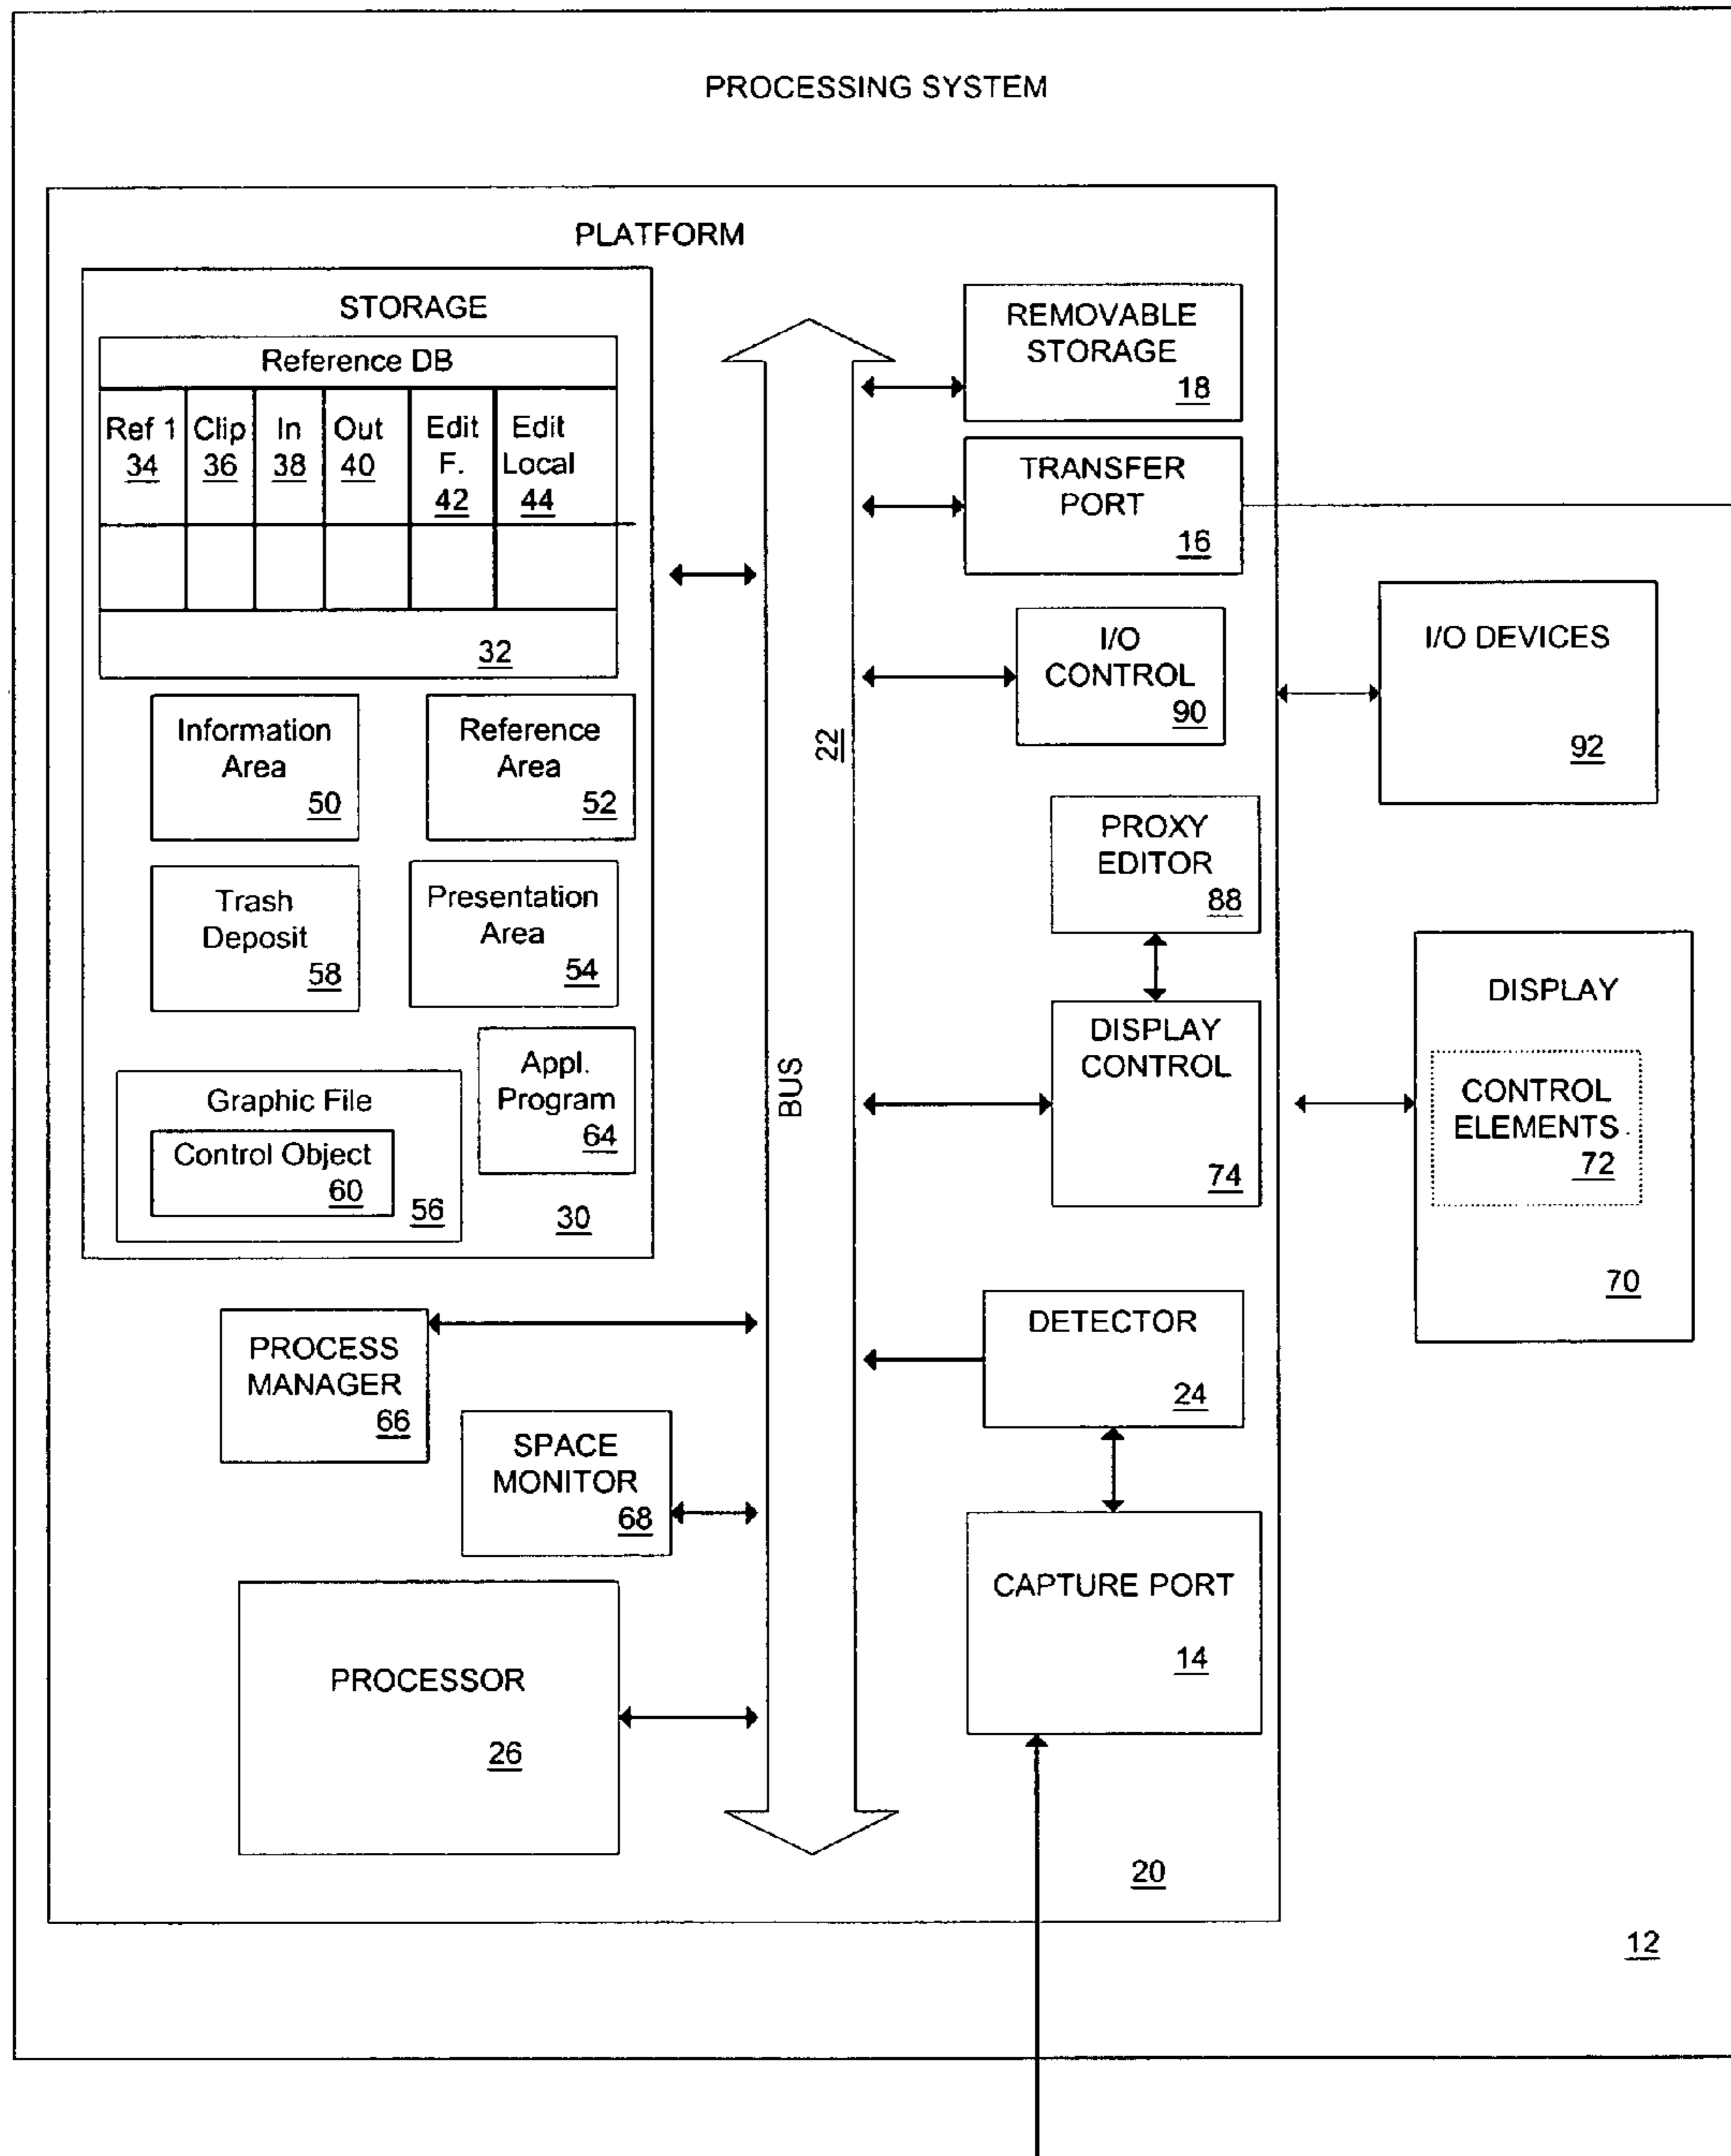 PROCESSING SYSTEM
PLATFORM
STORAGE
Reference DB
Ref 1
34
Clip
36
In
38
Out
40
Edit
F.
42
Edit
Local
44
32
Information
Area
50
Reference
Area
52
Trash
Deposit
58
Presentation
Area
54
Graphic File
Control Object
60
56
Appl.
Program
64
30
PROCESS
MANAGER
66
SPACE
MONITOR
68
PROCESSOR
26
BUS
22
REMOVABLE
STORAGE
18
TRANSFER
PORT
16
I/O
CONTROL
90
PROXY
EDITOR
88
DISPLAY
CONTROL
74
DETECTOR
24
CAPTURE PORT
14
20
I/O DEVICES
92
DISPLAY
CONTROL
ELEMENTS
72
70
12